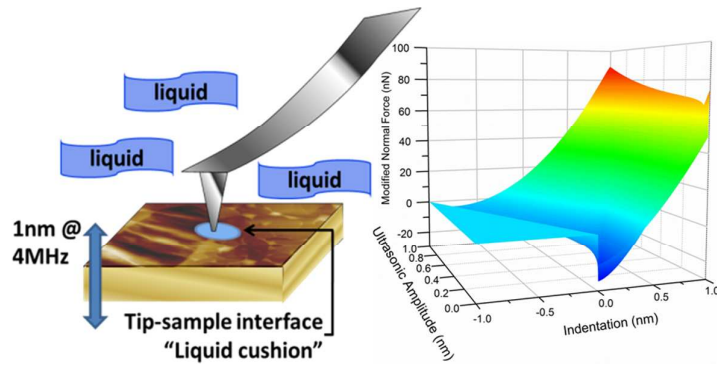 liquid
liquid
liquid
1nm @
4MHz
Tip-sample interface
“Liquid cushion”
100
80
60
40
20
0
-20
Modified Normal Force (nN)
1.0
0.8
0.6
0.4
0.2
0.0
Ultrasonic Amplitude (nm)
-1.0
-0.5
0.0
0.5
1.0
Indentation (nm)